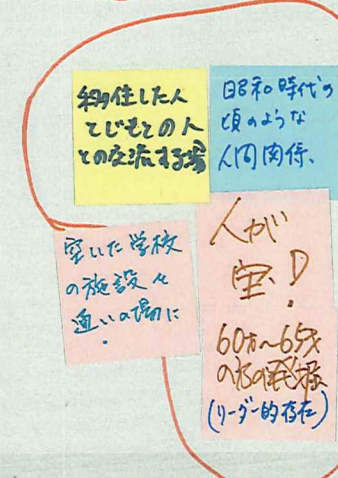 移住した人
とじもとの人
との交流する場
昭和時代の
頃のような
人間関係、
空いた学校
の施設を
通いの場に
人が
宝!
60才〜65才
の方の発掘
(リーダー的存在)